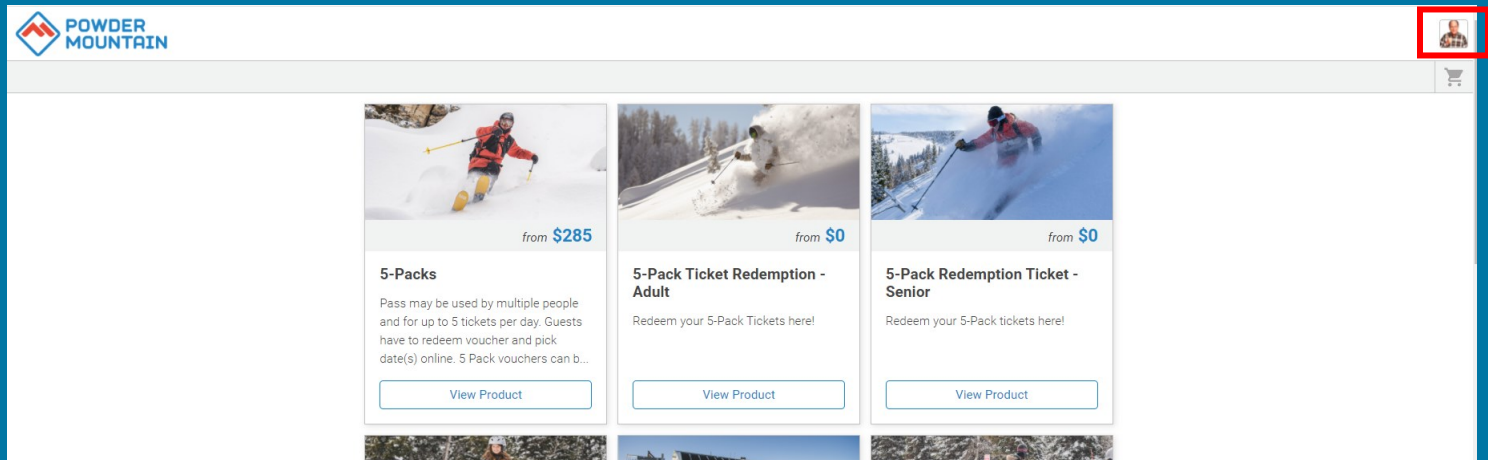 POWDER
MOUNTAIN
from $285
from $0
from $0
5-Packs
Pass may be used by multiple people
and for up to 5 tickets per day. Guests
have to redeem voucher and pick
date(s) online. 5 Pack vouchers can b...
View Product
5-Pack Ticket Redemption -
Adult
Redeem your 5-Pack Tickets here!
View Product
5-Pack Redemption Ticket -
Senior
Redeem your 5-Pack tickets here!
View Product